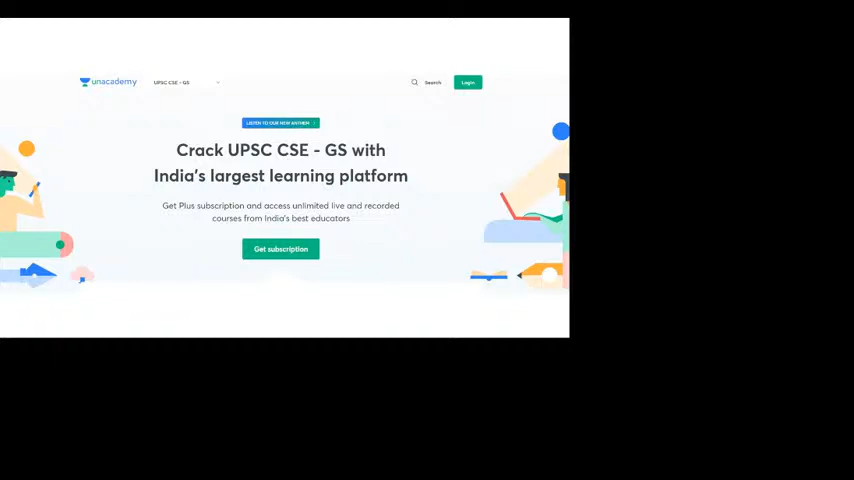 unacademy
UPSC CSE - GS
Search
Login
LISTEN TO OUR NEW ANTHEM
Crack UPSC CSE - GS with
India's largest learning platform
Get Plus subscription and access unlimited live and recorded
courses from India's best educators
Get subscription